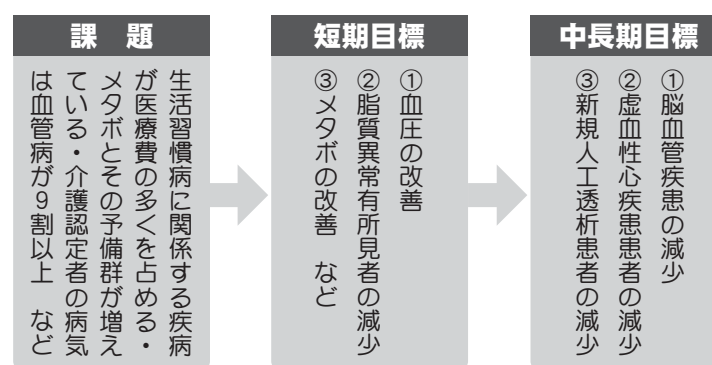 課題
生活習慣病に関係する疾病
が医療費の多くを占める・
メタボとその予備群が増え
ている・介護認定者の病気
は血管病が9割以上 など
短期目標
①血圧の改善
②脂質異常有所見者の減少
③メタボの改善 など
中長期目標
①脳血管疾患の減少
②虚血性心疾患患者の減少
③新規人工透析患者の減少